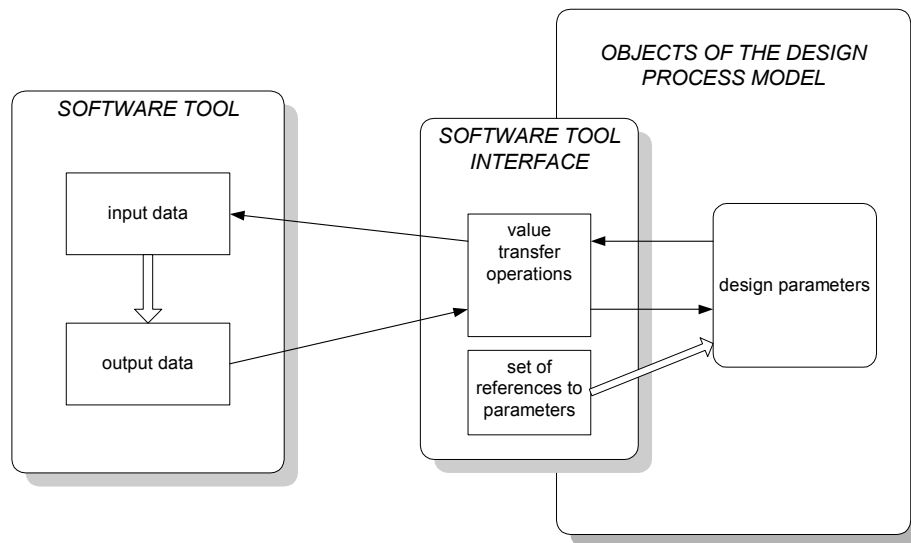 OBJECTS OF THE DESIGN
PROCESS MODEL
SOFTWARE TOOL
SOFTWARE TOOL
INTERFACE
input data
value
transfer
operations
design parameters
output data
set of
references to
parameters